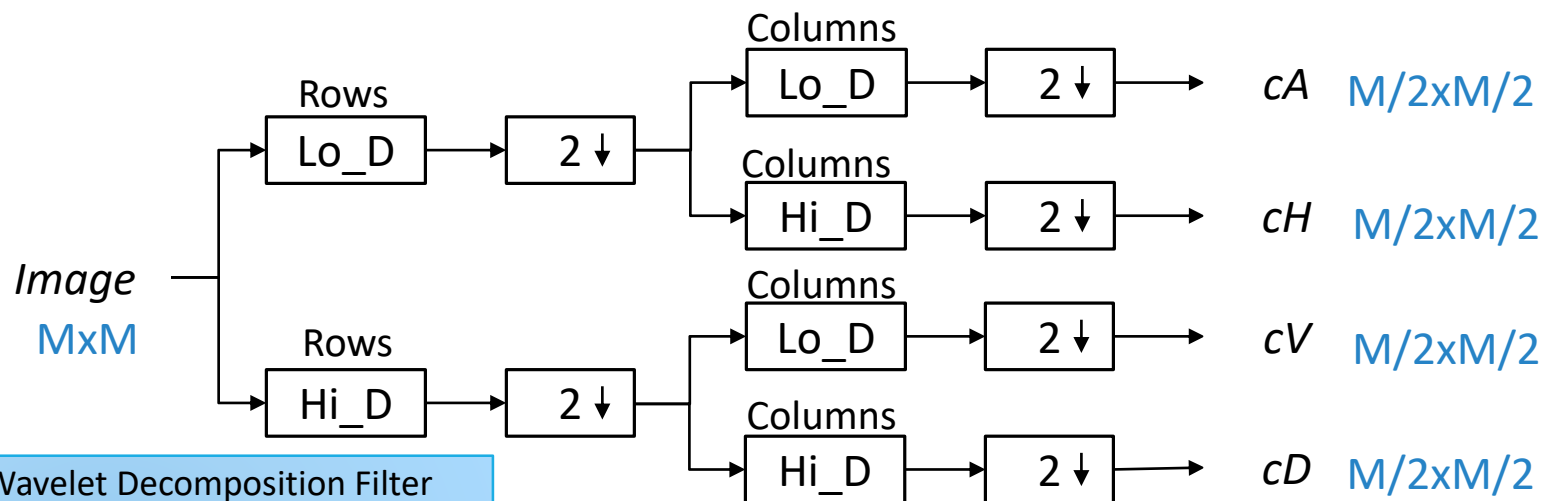 Columns
Lo_D 2 ↓ cA M/2xM/2
Rows
Lo_D 2 ↓
Columns
Hi_D 2 ↓ cH M/2xM/2
Image
MxM
Columns
Lo_D 2 ↓ cV M/2xM/2
Rows
Hi_D 2 ↓
Columns
Hi_D 2 ↓ cD M/2xM/2
Wavelet Decomposition Filter